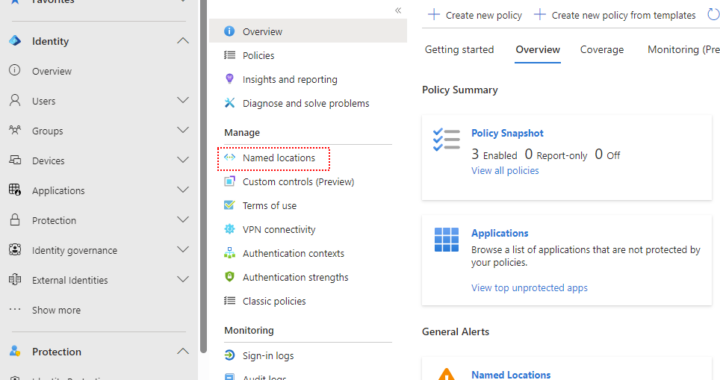 Favorites
Identity
Overview
Users
Groups
Devices
Applications
Protection
Identity governance
External Identities
Show more
Protection
Identity Protection
Overview
Policies
Insights and reporting
Diagnose and solve problems
Manage
Named locations
Custom controls (Preview)
Terms of use
VPN connectivity
Authentication contexts
Authentication strengths
Classic policies
Monitoring
Sign-in logs
Audit logs
Create new policy
Create new policy from templates
Getting started
Overview
Coverage
Monitoring (Pre
Policy Summary
Policy Snapshot
3 Enabled 0 Report-only 0 Off
View all policies
Applications
Browse a list of applications that are not protected by
your policies.
View top unprotected apps
General Alerts
Named Locations